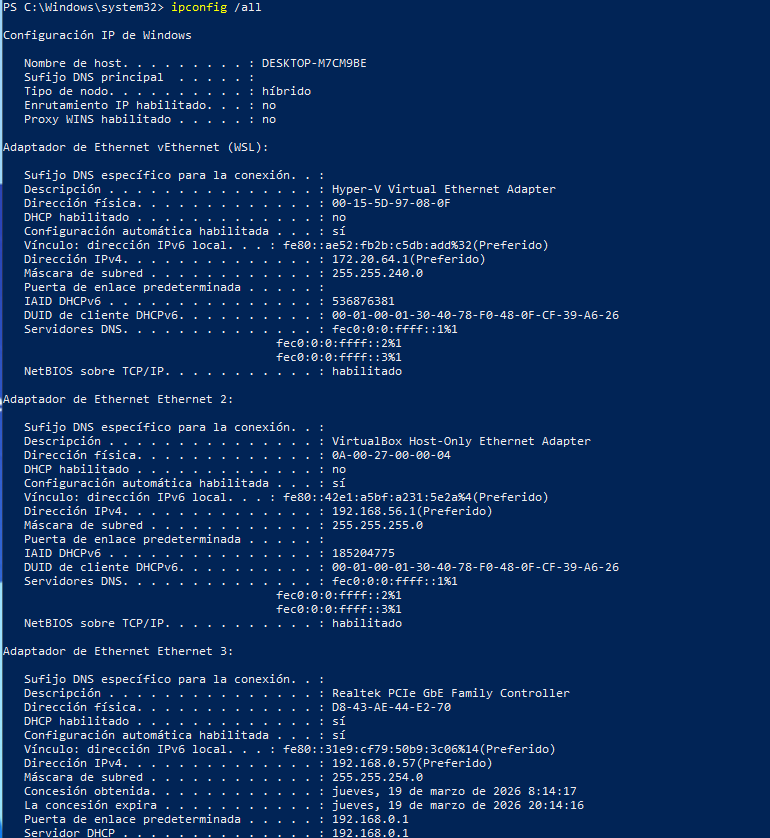 PS C:\Windows\system32> ipconfig /all
Configuración IP de Windows
Nombre de host. . . . . . . . . : DESKTOP-M7CM9BE
Sufijo DNS principal  . . . . . :
Tipo de nodo. . . . . . . . . . : híbrido
Enrutamiento IP habilitado. . . : no
Proxy WINS habilitado . . . . . : no
Adaptador de Ethernet vEthernet (WSL):
Sufijo DNS específico para la conexión. . :
Descripción . . . . . . . . . . . . . . . : Hyper-V Virtual Ethernet Adapter
Dirección física. . . . . . . . . . . . . : 00-15-5D-97-08-0F
DHCP habilitado . . . . . . . . . . . . . : no
Configuración automática habilitada . . . : sí
Vínculo: dirección IPv6 local. . . : fe80::ae52:fb2b:c5db:add%32(Preferido)
Dirección IPv4. . . . . . . . . . . . . . : 172.20.64.1(Preferido)
Máscara de subred . . . . . . . . . . . . : 255.255.240.0
Puerta de enlace predeterminada . . . . . :
IAID DHCPv6 . . . . . . . . . . . . . . . : 536876381
DUID de cliente DHCPv6. . . . . . . . . . : 00-01-00-01-30-40-78-F0-48-0F-CF-39-A6-26
Servidores DNS. . . . . . . . . . . . . . : fec0:0:0:ffff::1%1
fec0:0:0:ffff::2%1
fec0:0:0:ffff::3%1
NetBIOS sobre TCP/IP. . . . . . . . . . . : habilitado
Adaptador de Ethernet Ethernet 2:
Sufijo DNS específico para la conexión. . :
Descripción . . . . . . . . . . . . . . . : VirtualBox Host-Only Ethernet Adapter
Dirección física. . . . . . . . . . . . . : 0A-00-27-00-00-04
DHCP habilitado . . . . . . . . . . . . . : no
Configuración automática habilitada . . . : sí
Vínculo: dirección IPv6 local. . . : fe80::42e1:a5bf:a231:5e2a%4(Preferido)
Dirección IPv4. . . . . . . . . . . . . . : 192.168.56.1(Preferido)
Máscara de subred . . . . . . . . . . . . : 255.255.255.0
Puerta de enlace predeterminada . . . . . :
IAID DHCPv6 . . . . . . . . . . . . . . . : 185204775
DUID de cliente DHCPv6. . . . . . . . . . : 00-01-00-01-30-40-78-F0-48-0F-CF-39-A6-26
Servidores DNS. . . . . . . . . . . . . . : fec0:0:0:ffff::1%1
fec0:0:0:ffff::2%1
fec0:0:0:ffff::3%1
NetBIOS sobre TCP/IP. . . . . . . . . . . : habilitado
Adaptador de Ethernet Ethernet 3:
Sufijo DNS específico para la conexión. . :
Descripción . . . . . . . . . . . . . . . : Realtek PCIe GbE Family Controller
Dirección física. . . . . . . . . . . . . : D8-43-AE-44-E2-70
DHCP habilitado . . . . . . . . . . . . . : sí
Configuración automática habilitada . . . : sí
Vínculo: dirección IPv6 local. . . : fe80::31e9:cf79:50b9:3c06%14(Preferido)
Dirección IPv4. . . . . . . . . . . . . . : 192.168.0.57(Preferido)
Máscara de subred . . . . . . . . . . . . : 255.255.254.0
Concesión obtenida. . . . . . . . . . . . : jueves, 19 de marzo de 2026 8:14:17
La concesión expira . . . . . . . . . . . : jueves, 19 de marzo de 2026 20:14:16
Puerta de enlace predeterminada . . . . . : 192.168.0.1
Servidor DHCP . . . . . . . . . . . . . . : 192.168.0.1